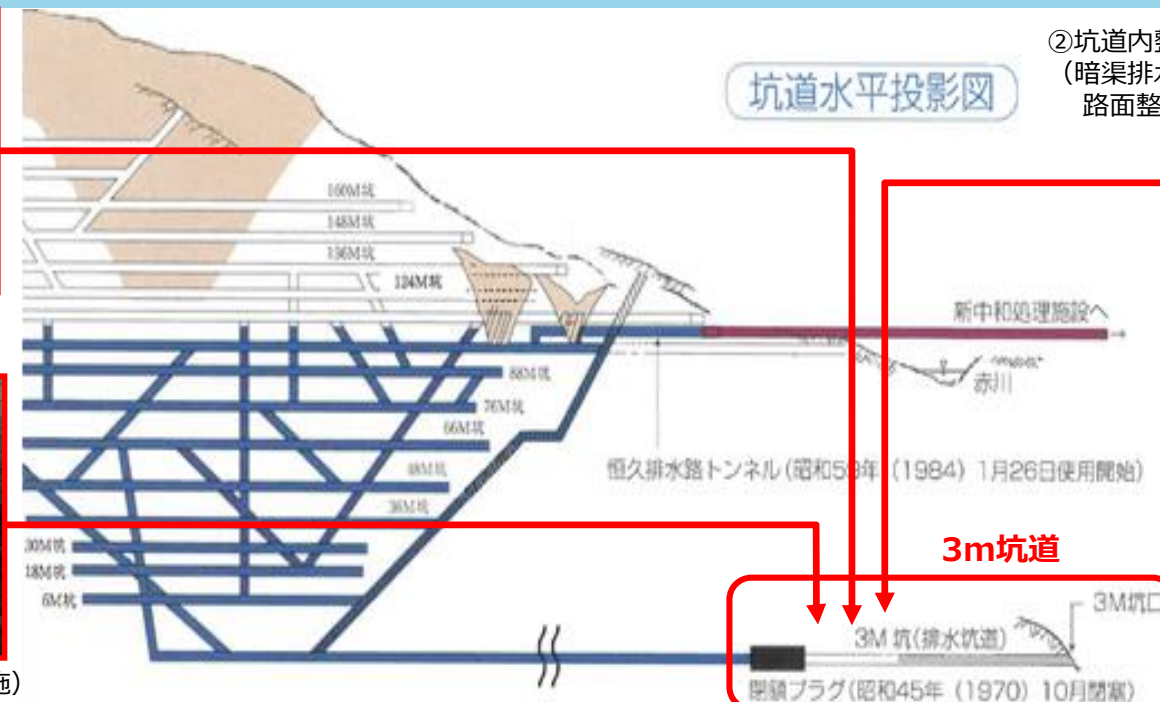 ②坑道内整
（暗渠排水
路面整
坑道水平投影図
160M坑
148M坑
136M坑
124M坑
新中和処理施設へ
赤川
88M坑
76M坑
66M坑
48M坑
36M坑
恒久排水路トンネル（昭和59年（1984）1月26日使用開始）
30M坑
18M坑
6M坑
3m坑道
3M坑口
3M 坑（排水坑道）
閉鎖プラグ（昭和45年（1970）10月閉塞）
施）